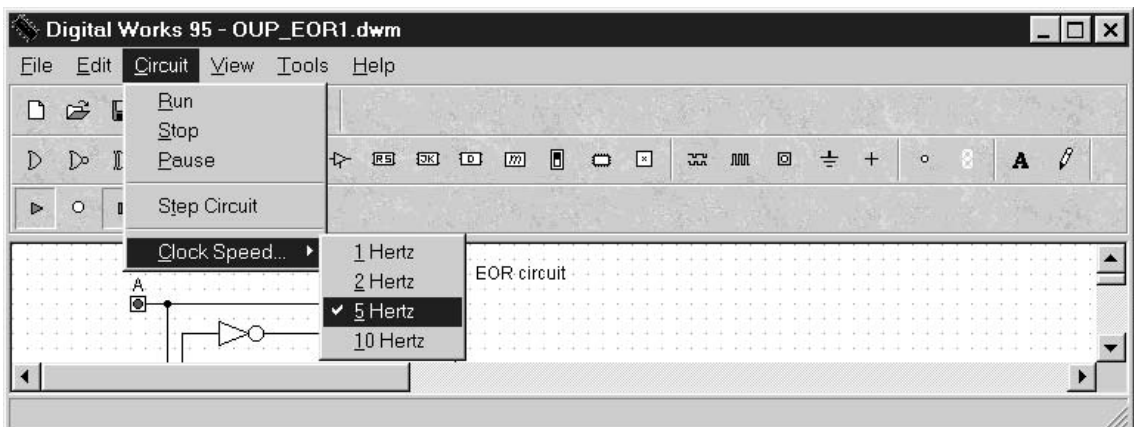 Digital Works 95 - OUP_EOR1.dwm
File Edit Circuit View Tools Help
Run
Stop
Pause
RS JK D m x A
Step Circuit
Clock Speed...
1 Hertz
2 Hertz
5 Hertz
10 Hertz
EOR circuit
A